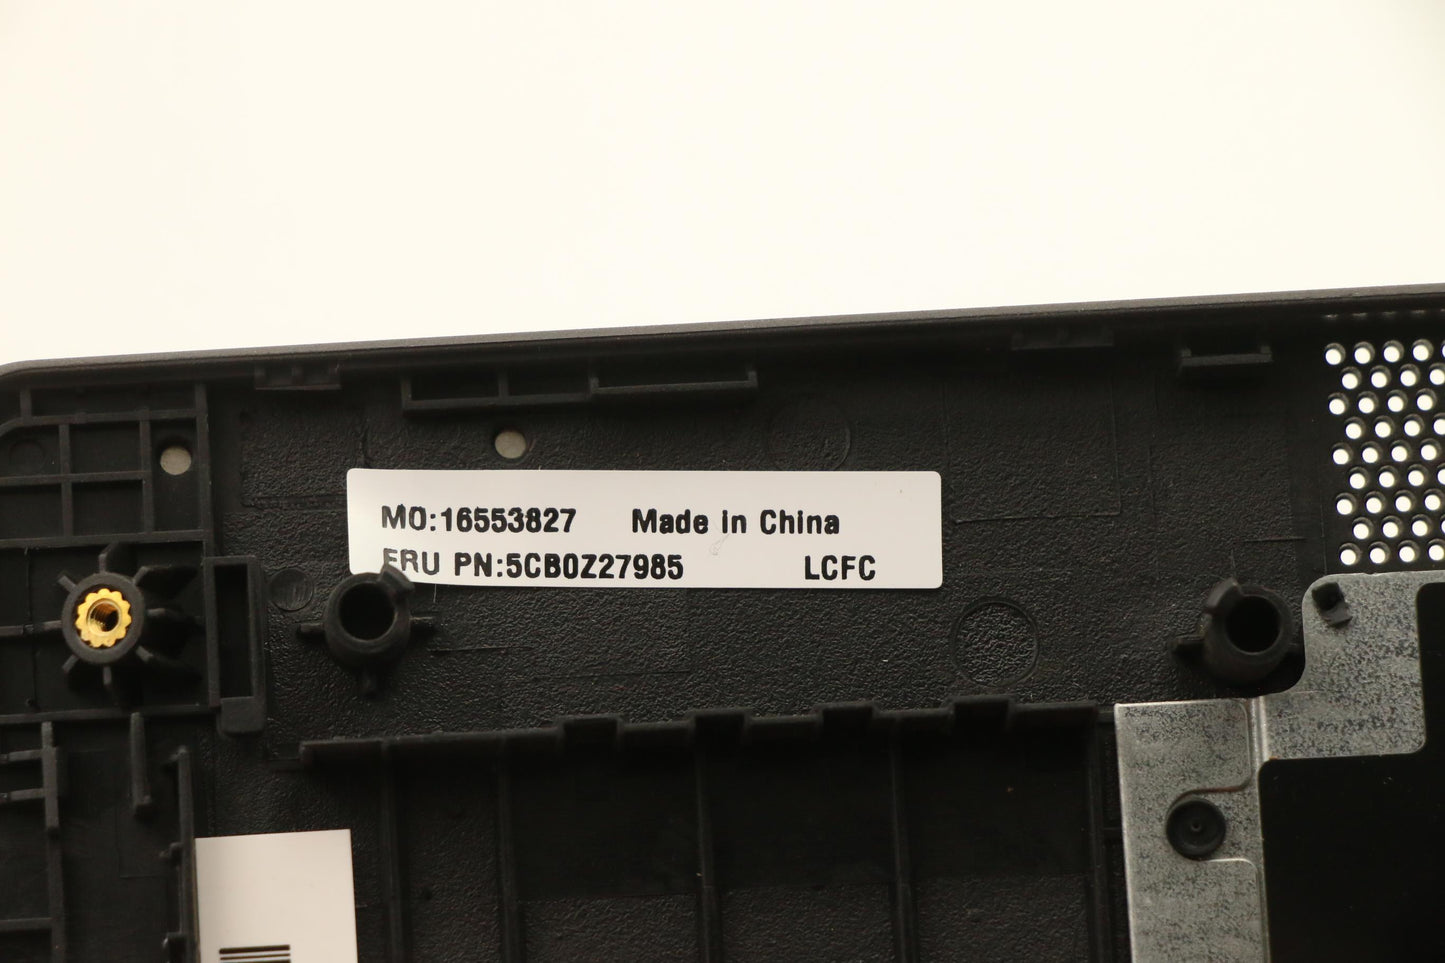 MO:16553827 Made in China
FRU PN:5CB0Z27985 LCFC